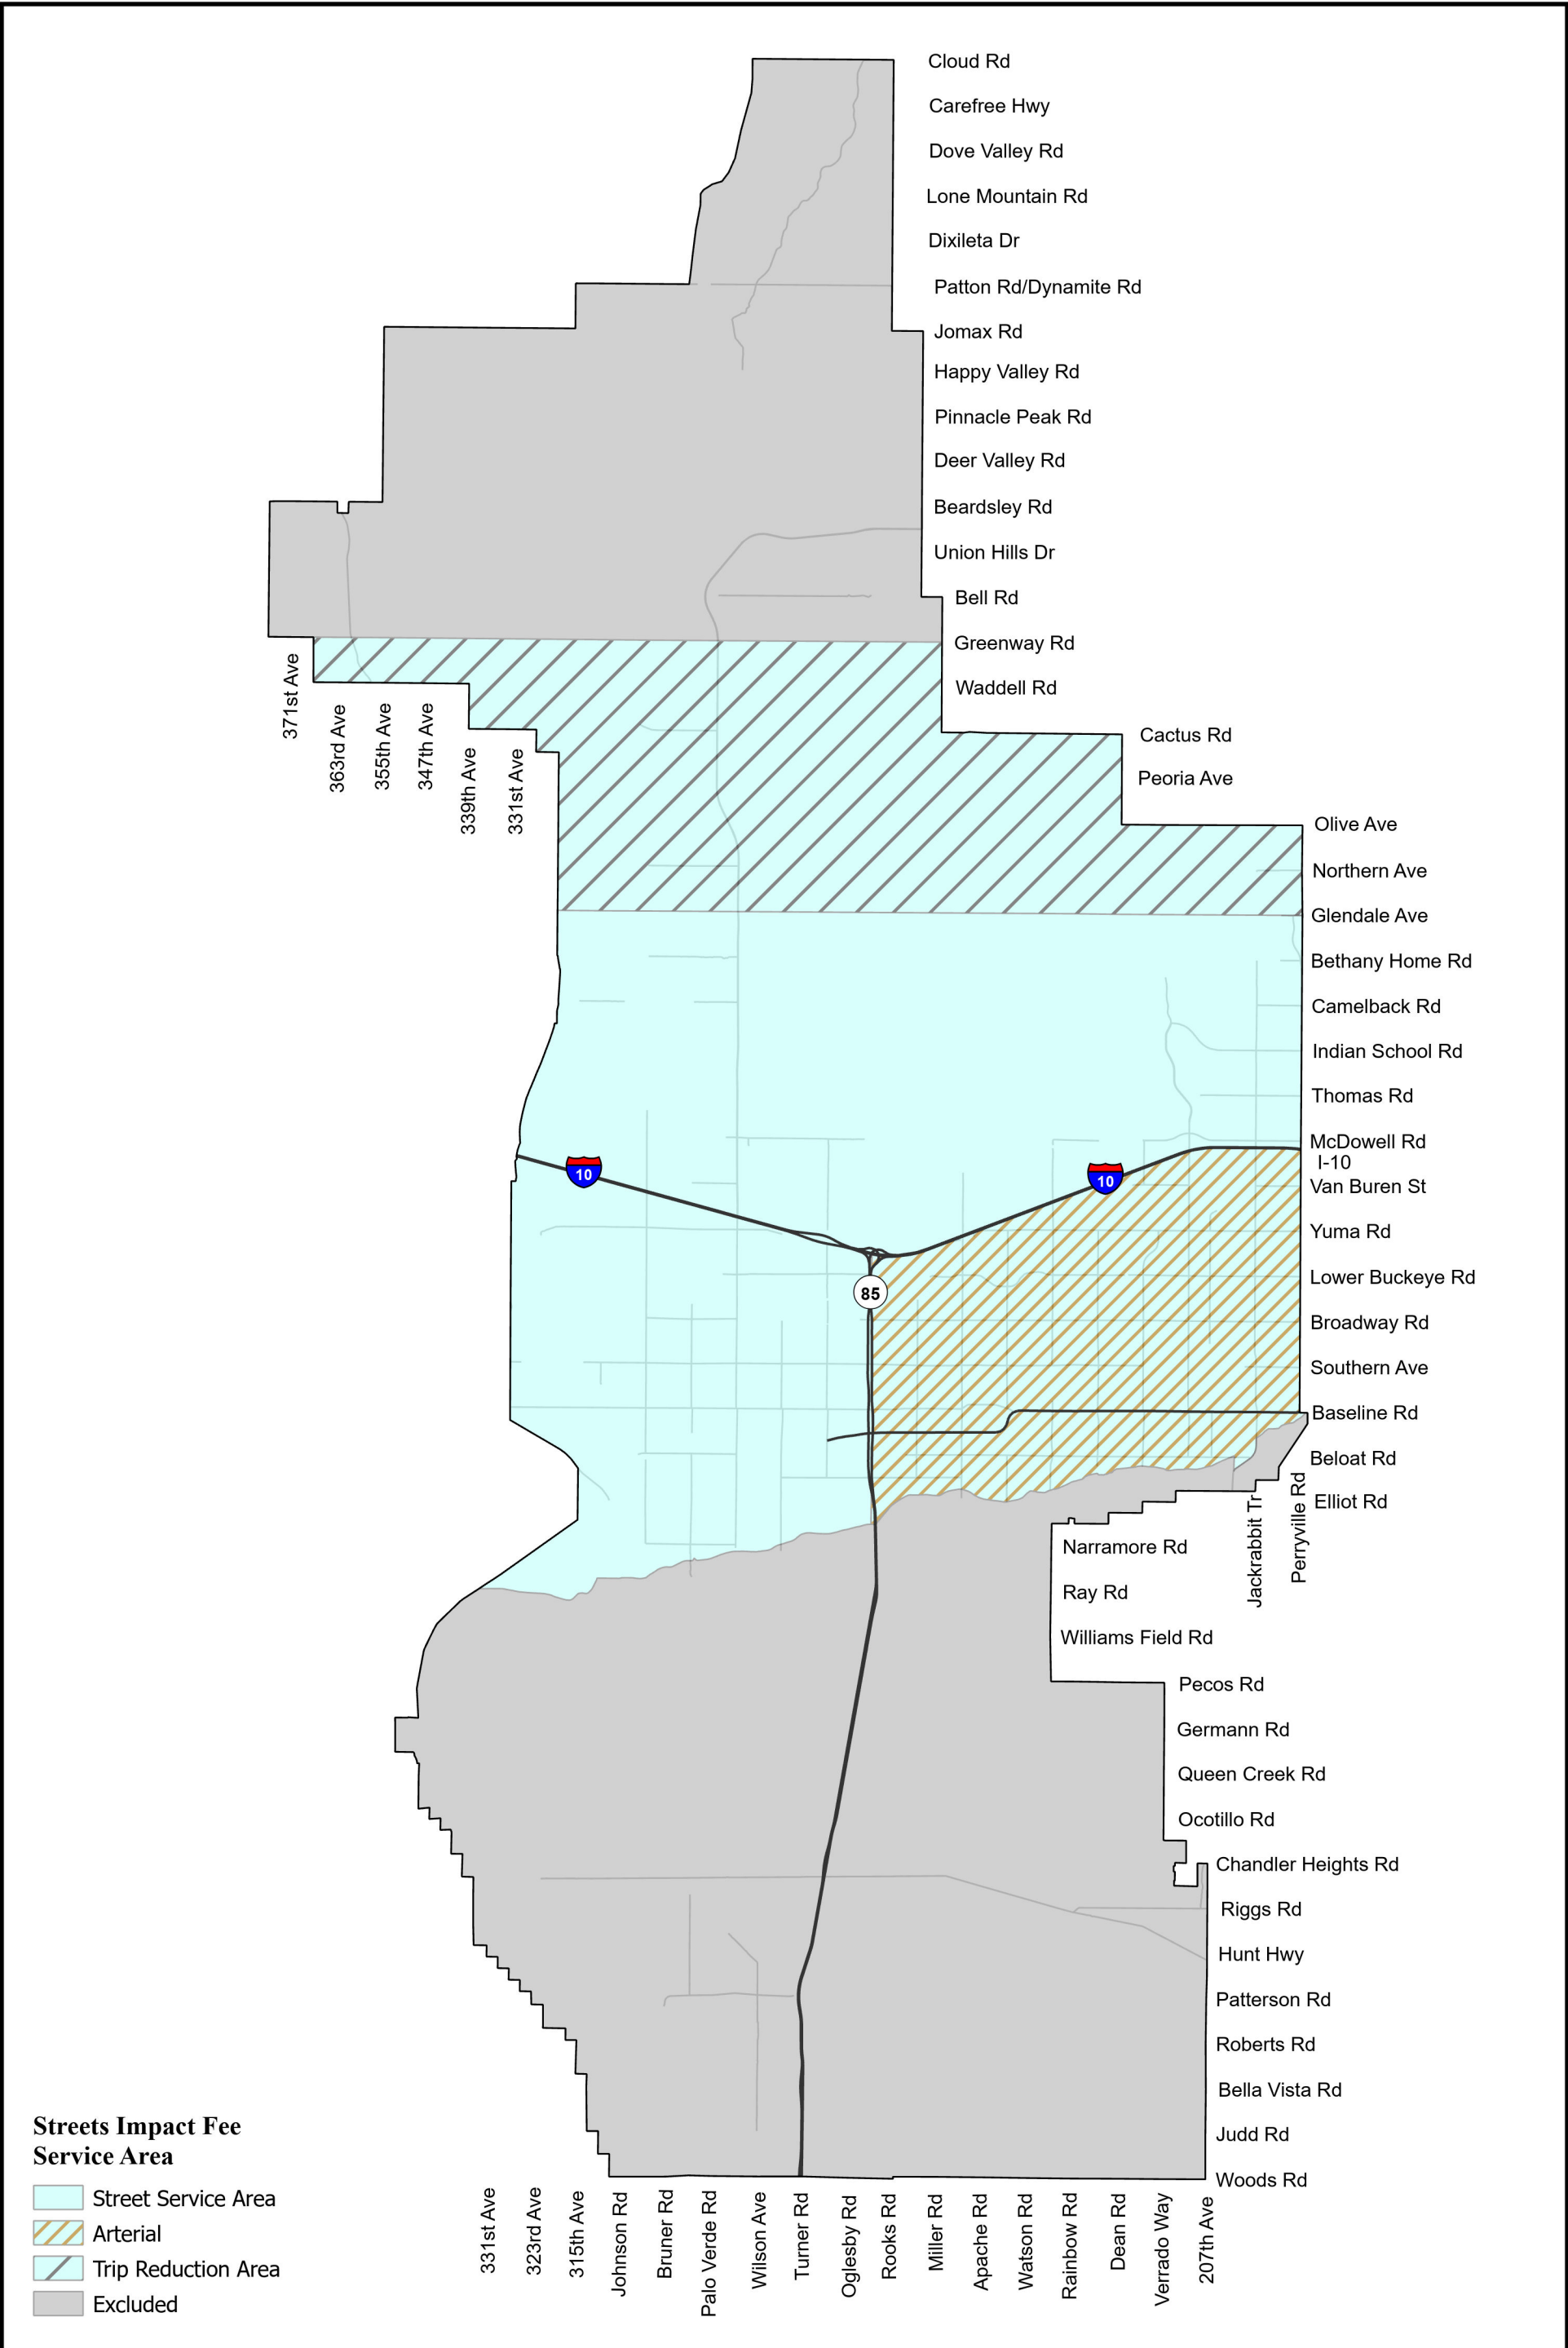 Cloud Rd
Carefree Hwy
Dove Valley Rd
Lone Mountain Rd
Dixileta Dr
Patton Rd/Dynamite Rd
Jomax Rd
Happy Valley Rd
Pinnacle Peak Rd
Deer Valley Rd
Beardsley Rd
Union Hills Dr
Bell Rd
Greenway Rd
Waddell Rd
371st Ave
363rd Ave
355th Ave
347th Ave
339th Ave
331st Ave
Cactus Rd
Peoria Ave
Olive Ave
Northern Ave
Glendale Ave
Bethany Home Rd
Camelback Rd
Indian School Rd
Thomas Rd
McDowell Rd
I-10
10
10
Van Buren St
Yuma Rd
Lower Buckeye Rd
85
Broadway Rd
Southern Ave
Baseline Rd
Beloat Rd
Elliot Rd
Jackrabbit Tr
Perryville Rd
Narramore Rd
Ray Rd
Williams Field Rd
Pecos Rd
Germann Rd
Queen Creek Rd
Ocotillo Rd
Chandler Heights Rd
Riggs Rd
Hunt Hwy
Patterson Rd
Roberts Rd
Bella Vista Rd
Judd Rd
Woods Rd
331st Ave
323rd Ave
315th Ave
Johnson Rd
Bruner Rd
Palo Verde Rd
Wilson Ave
Turner Rd
Oglesby Rd
Rooks Rd
Miller Rd
Apache Rd
Watson Rd
Rainbow Rd
Dean Rd
Verrado Way
207th Ave
Streets Impact Fee
Service Area
Street Service Area
Arterial
Trip Reduction Area
Excluded